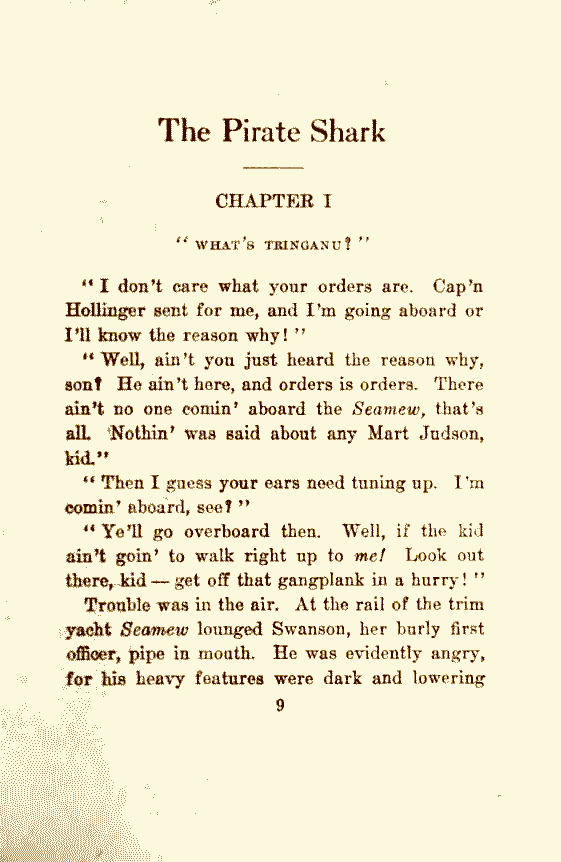 The Pirate Shark
CHAPTER I
“ WHAT’S TRINGANU? ”
“ I don’t care what your orders are. Cap’n
Hollinger sent for me, and I’m going aboard or
I’ll know the reason why! ”
“ Well, ain’t you just heard the reason why,
son? He ain’t here, and orders is orders. There
ain’t no one comin’ aboard the Seamew, that’s
all. Nothin’ was said about any Mart Judson,
kid.”
“ Then I guess your ears need tuning up. I’m
comin’ aboard, see? ”
“ Ye’ll go overboard then. Well, if the kid
ain’t goin’ to walk right up to me! Look out
there, kid — get off that gangplank in a hurry! ”
Trouble was in the air. At the rail of the trim
yacht Seamew lounged Swanson, her burly first
officer, pipe in mouth. He was evidently angry,
for his heavy features were dark and lowering
9